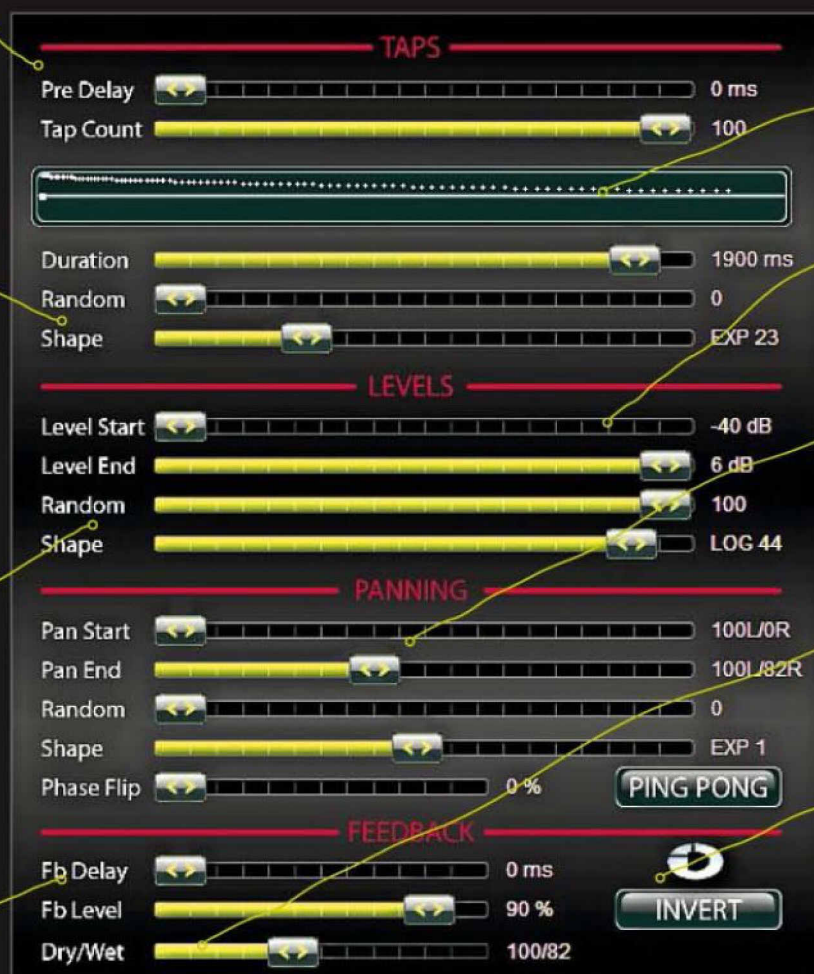 TAPS
Pre Delay 0 ms
Tap Count 100
Duration 1900 ms
Random 0
Shape EXP 23
LEVELS
Level Start -40 dB
Level End 6 dB
Random 100
Shape LOG 44
PANNING
Pan Start 100L/0R
Pan End 100L/82R
Random 0
Shape EXP 1
Phase Flip 0 % PING PONG
FEEDBACK
Fb Delay 0 ms
Fb Level 90 % INVERT
Dry/Wet 100/82